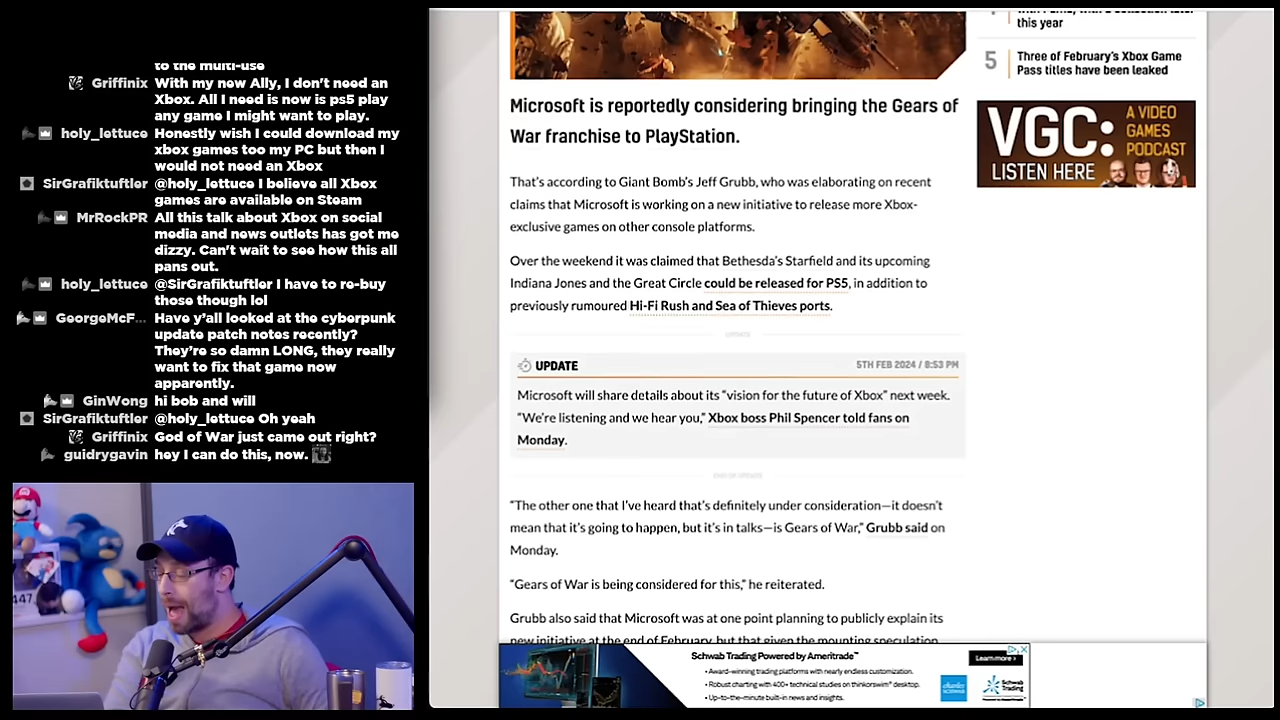 to the multi-use
Griffinix With my new Ally, I don't need an
Xbox. All I need is now is ps5 play
any game I might want to play.
holy_lettuce Honestly wish I could download my
xbox games too my PC but then I
would not need an Xbox
SirGrafiktuftler @holy_lettuce I believe all Xbox
games are available on Steam
MrRockPR All this talk about Xbox on social
media and news outlets has got me
dizzy. Can't wait to see how this all
pans out.
holy_lettuce @SirGrafiktuftler I have to re-buy
those though lol
GeorgeMcF... Have y'all looked at the cyberpunk
update patch notes recently?
They're so damn LONG, they really
want to fix the game now
apparently.
GinWong hi bob and will
SirGrafiktuftler @holy_lettuce Oh yeah
Griffinix God of War just came out right?
guidrygavin hey I can do this, now.
447
Microsoft is reportedly considering bringing the Gears of
War franchise to PlayStation.
That's according to Giant Bomb's Jeff Grubb, who was elaborating on recent
claims that Microsoft is working on a new initiative to release more Xbox-
exclusive games on other console platforms.
Over the weekend it was claimed that Bethesda's Starfield and its upcoming
Indiana Jones and the Great Circle could be released for PS5, in addition to
previously rumoured Hi-Fi Rush and Sea of Thieves ports.
UPDATE
UPDATE 5TH FEB 2024 / 8:53 PM
Microsoft will share details about its "vision for the future of Xbox" next week.
"We're listening and we hear you," Xbox boss Phil Spencer told fans on
Monday.
END OF UPDATE
"The other one that I've heard that's definitely under consideration—it doesn't
mean that it's going to happen, but it's in talks—is Gears of War," Grubb said on
Monday.
"Gears of War is being considered for this," he reiterated.
Grubb also said that Microsoft was at one point planning to publicly explain its
new initiative at the end of February, but that given the mounting speculation
this year
5 Three of February's Xbox Game
Pass titles have been leaked
VGC: A VIDEO
GAMES
PODCAST
LISTEN HERE
Schwab Trading Powered by Ameritrade™
• Award-winning trading platforms with nearly endless customization.
• Robust charting with 400+ technical studies on thinkorswim® desktop.
• Up-to-the-minute built-in news and insights.
Learn more >
charles
SCHWAB
Schwab
Trading